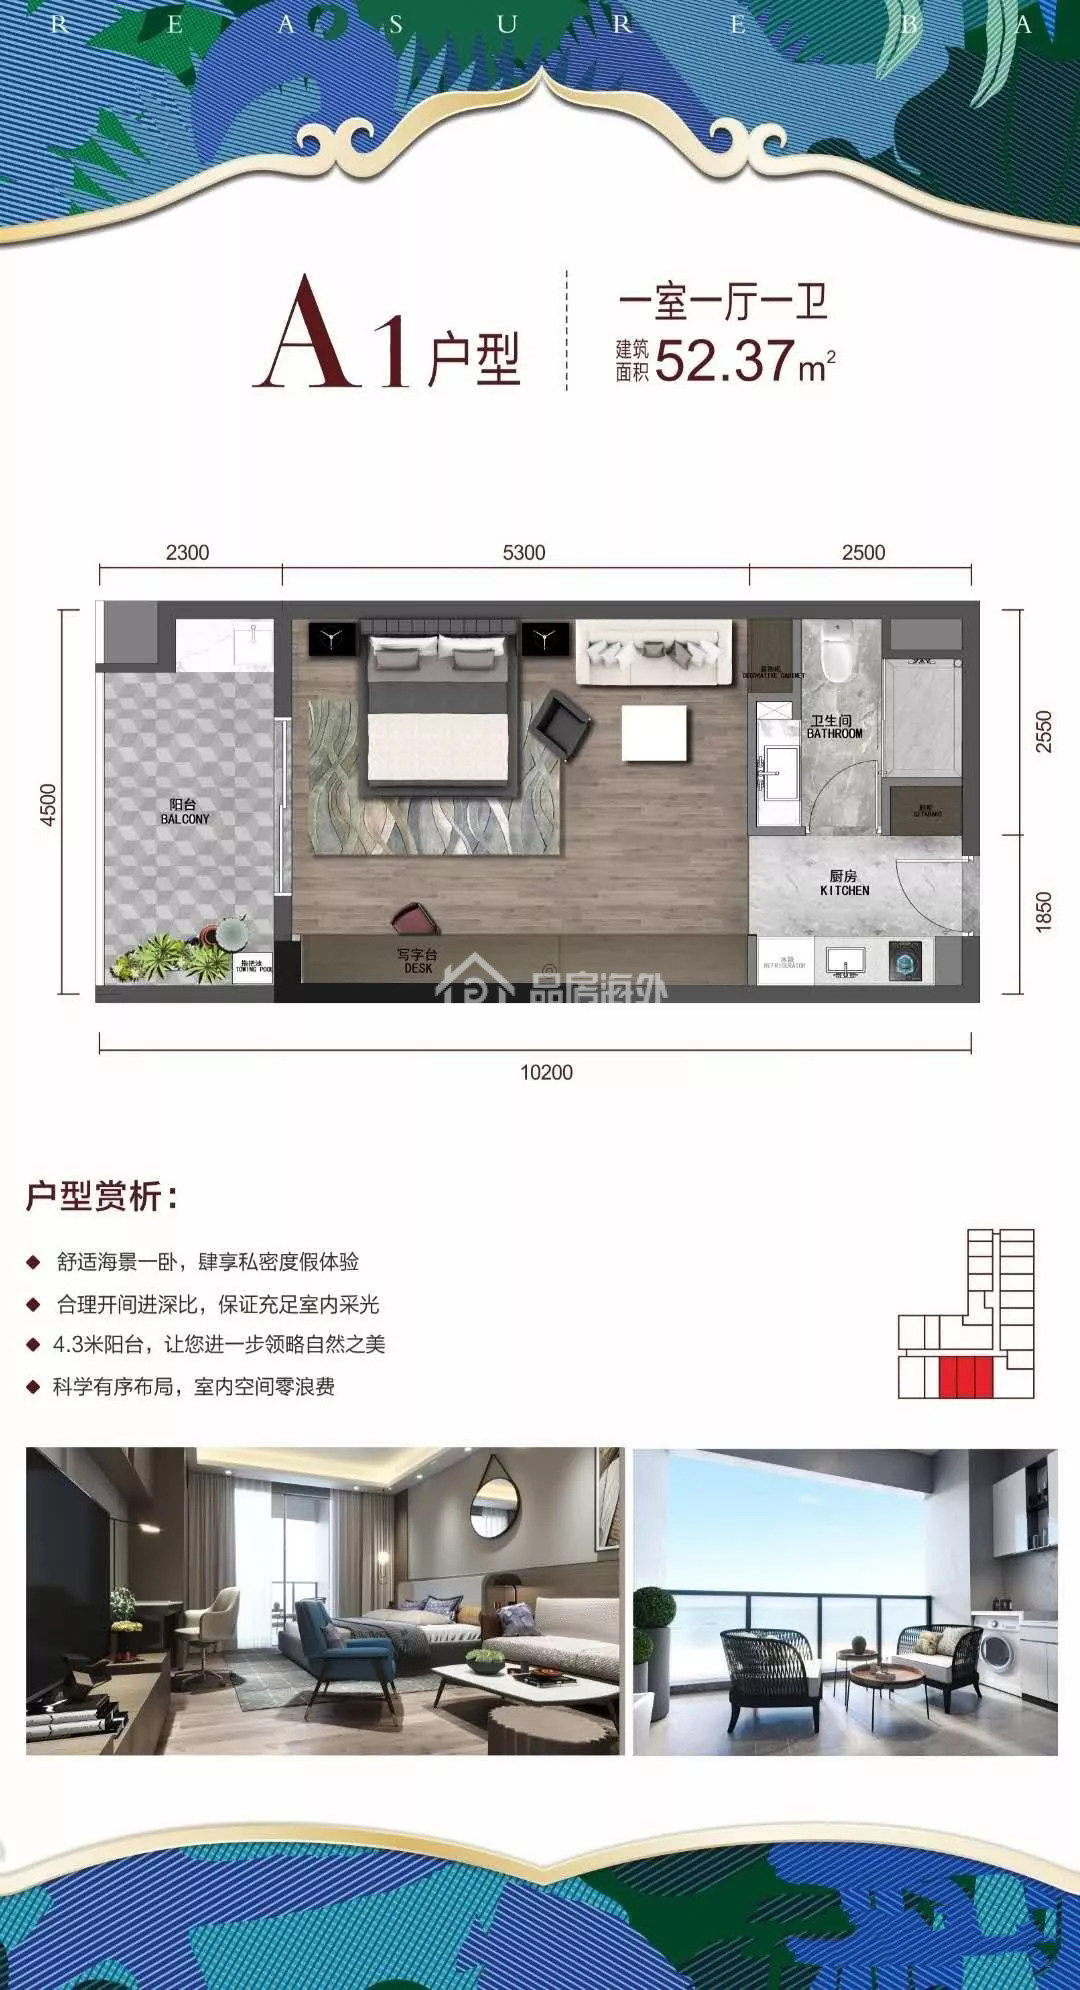 R E A S U R E B A
A1户型
一室一厅一卫
建筑面积 52.37m²
2300
5300
2500
4500
2550
1850
10200
阳台
BALCONY
拖把池
TOWING POOL
写字台
DESK
装饰柜
DECORATIVE CABINET
卫生间
BATHROOM
厨房
KITCHEN
冰箱
REFRIGERATOR
品房海外
户型赏析：
舒适海景一卧，肆享私密度假体验
合理开间进深比，保证充足室内采光
4.3米阳台，让您进一步领略自然之美
科学有序布局，室内空间零浪费